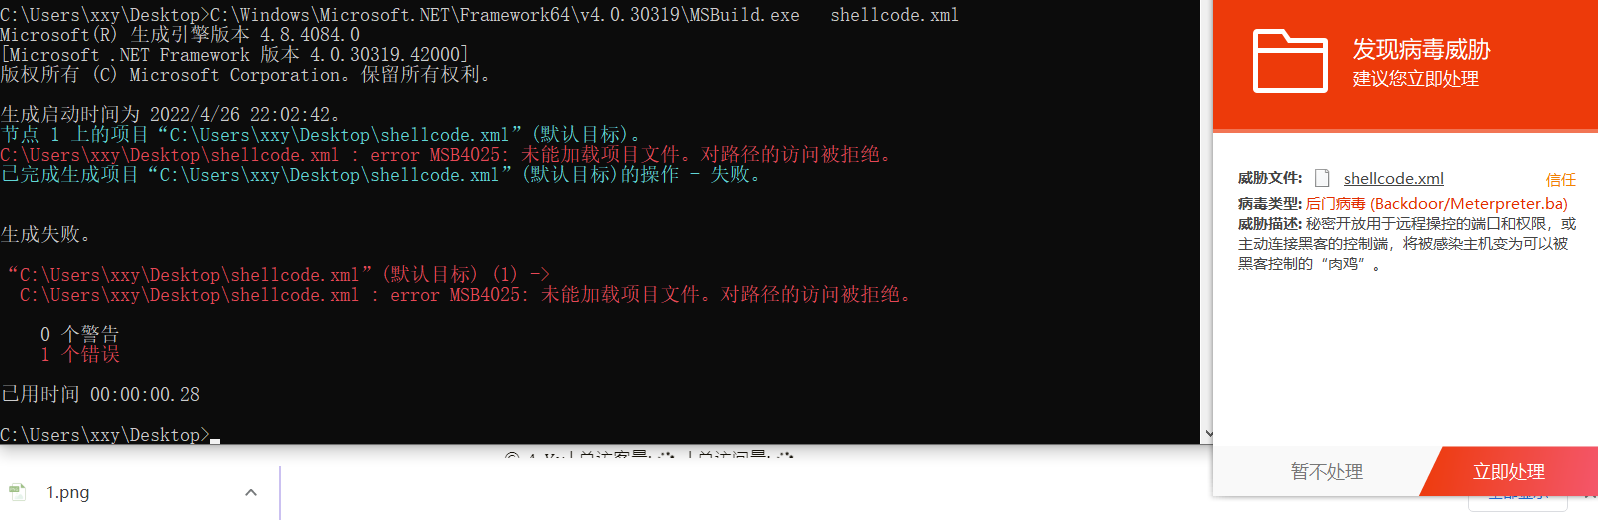 C:\Users\xxy\Desktop>C:\Windows\Microsoft.NET\Framework64\v4.0.30319\MSBuild.exe   shellcode.xml
Microsoft(R) 生成引擎版本 4.8.4084.0
[Microsoft .NET Framework 版本 4.0.30319.42000]
版权所有 (C) Microsoft Corporation。保留所有权利。
生成启动时间为 2022/4/26 22:02:42。
节点 1 上的项目“C:\Users\xxy\Desktop\shellcode.xml”(默认目标)。
C:\Users\xxy\Desktop\shellcode.xml : error MSB4025: 未能加载项目文件。对路径的访问被拒绝。
已完成生成项目“C:\Users\xxy\Desktop\shellcode.xml”(默认目标)的操作 - 失败。
生成失败。
“C:\Users\xxy\Desktop\shellcode.xml”(默认目标) (1) ->
C:\Users\xxy\Desktop\shellcode.xml : error MSB4025: 未能加载项目文件。对路径的访问被拒绝。
0 个警告
1 个错误
已用时间 00:00:00.28
C:\Users\xxy\Desktop>
发现病毒威胁
建议您立即处理
威胁文件: shellcode.xml 信任
病毒类型: 后门病毒 (Backdoor/Meterpreter.ba)
威胁描述: 秘密开放用于远程操控的端口和权限，或
主动连接黑客的控制端，将被感染主机变为可以被
黑客控制的“肉鸡”。
暂不处理 立即处理
1.png